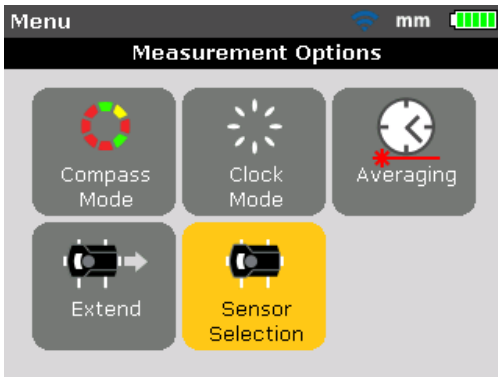 Menu mm
Measurement Options
Compass
Mode
Clock
Mode
Averaging
Extend
Sensor
Selection